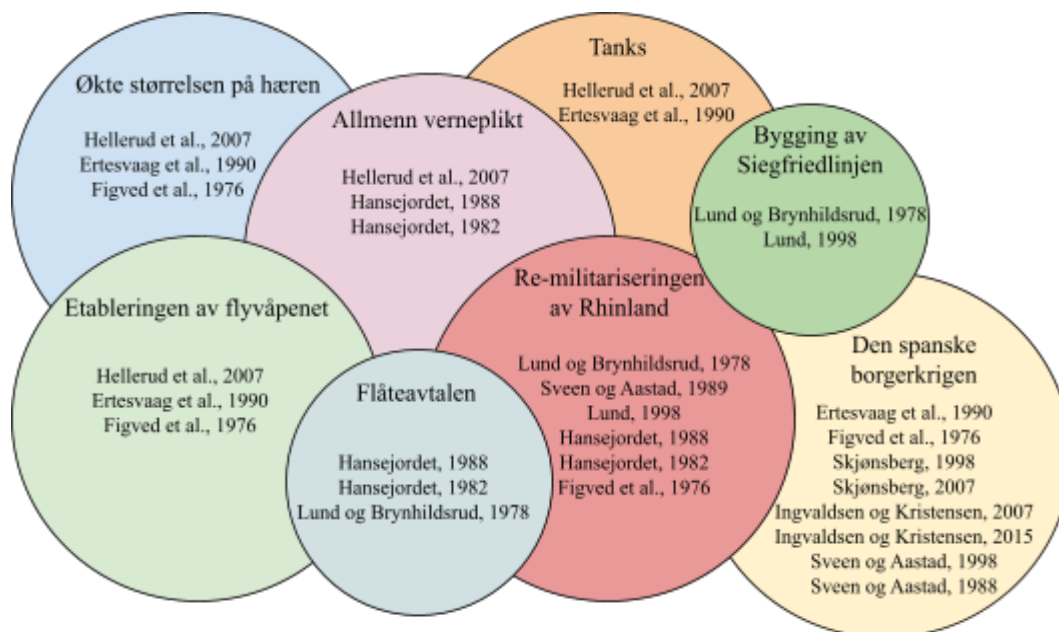 Økte størrelsen på hæren
Hellerud et al., 2007
Ertesvaag et al., 1990
Figved et al., 1976
Allmenn verneplikt
Hellerud et al., 2007
Hansejordet, 1988
Hansejordet, 1982
Tanks
Hellerud et al., 2007
Ertesvaag et al., 1990
Bygging av
Siegfriedlinjen
Lund og Brynhildsrud, 1978
Lund, 1998
Etableringen av flyvåpenet
Hellerud et al., 2007
Ertesvaag et al., 1990
Figved et al., 1976
Flåteavtalen
Hansejordet, 1988
Hansejordet, 1982
Lund og Brynhildsrud, 1978
Re-militariseringen
av Rhinland
Lund og Brynhildsrud, 1978
Sveen og Aastad, 1989
Lund, 1998
Hansejordet, 1988
Hansejordet, 1982
Figved et al., 1976
Den spanske
borgerkrigen
Ertesvaag et al., 1990
Figved et al., 1976
Skjønsberg, 1998
Skjønsberg, 2007
Ingvaldsen og Kristensen, 2007
Ingvaldsen og Kristensen, 2015
Sveen og Aastad, 1998
Sveen og Aastad, 1988